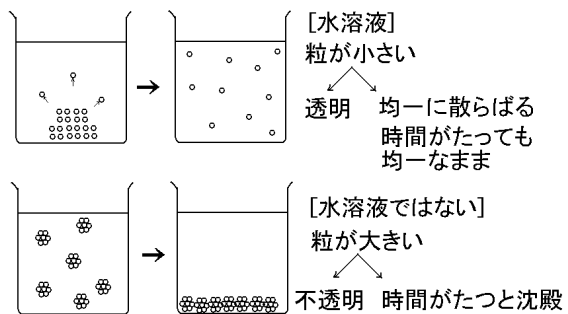 [水溶液]
粒が小さい
透明 均一に散らばる
時間がたっても
均一なまま
[水溶液ではない]
粒が大きい
不透明 時間がたつと沈殿